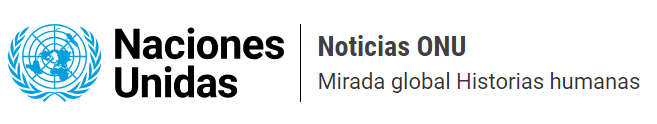 Naciones
Unidas
Noticias ONU
Mirada global Historias humanas